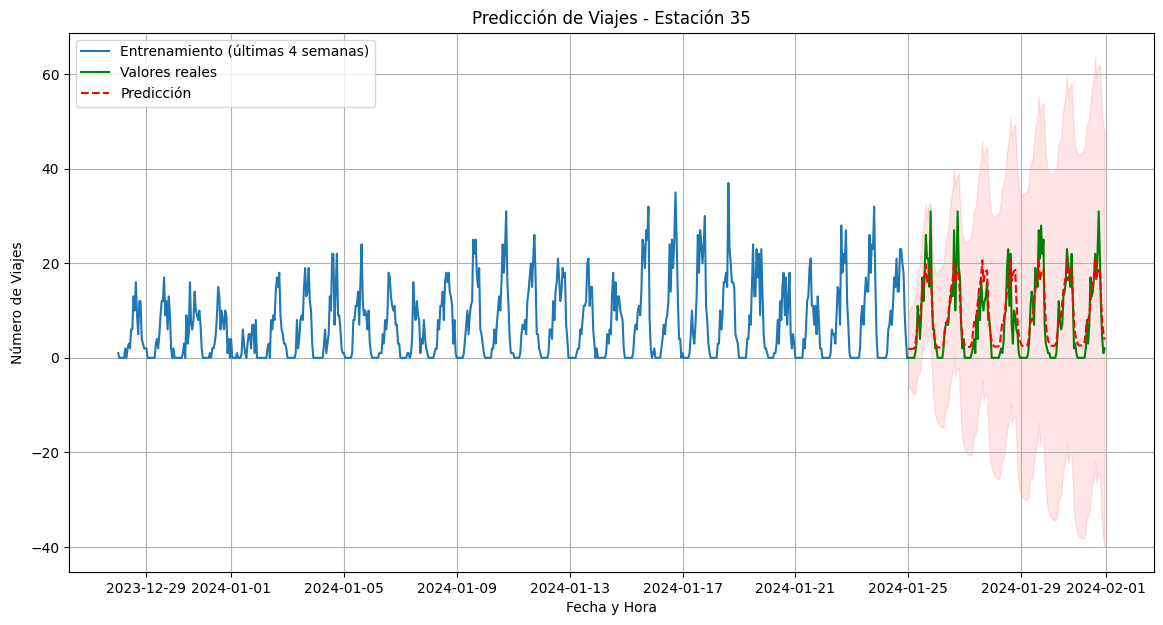 Predicción de Viajes - Estación 35
Entrenamiento (últimas 4 semanas)
Valores reales
Predicción
Número de Viajes
60
40
20
0
−20
−40
2023-12-29 2024-01-01 2024-01-05 2024-01-09 2024-01-13 2024-01-17 2024-01-21 2024-01-25 2024-01-29 2024-02-01
Fecha y Hora